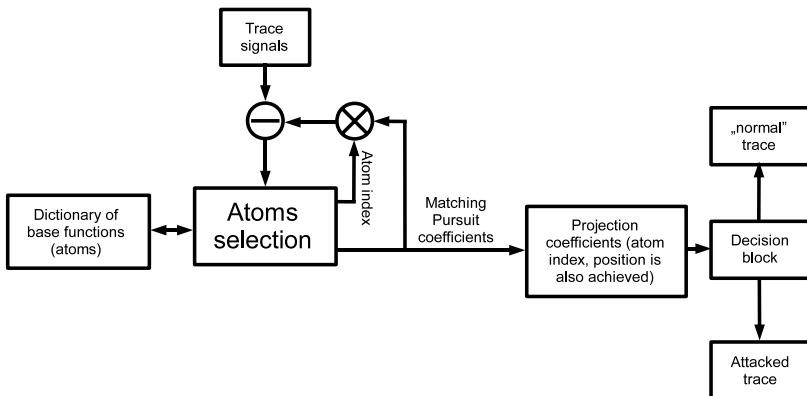 Trace
signals
Atom index
Dictionary of
base functions
(atoms)
Atoms
selection
Matching
Pursuit
coefficients
Projection
coefficients (atom
index, position is
also achieved)
„normal”
trace
Decision
block
Attacked
trace